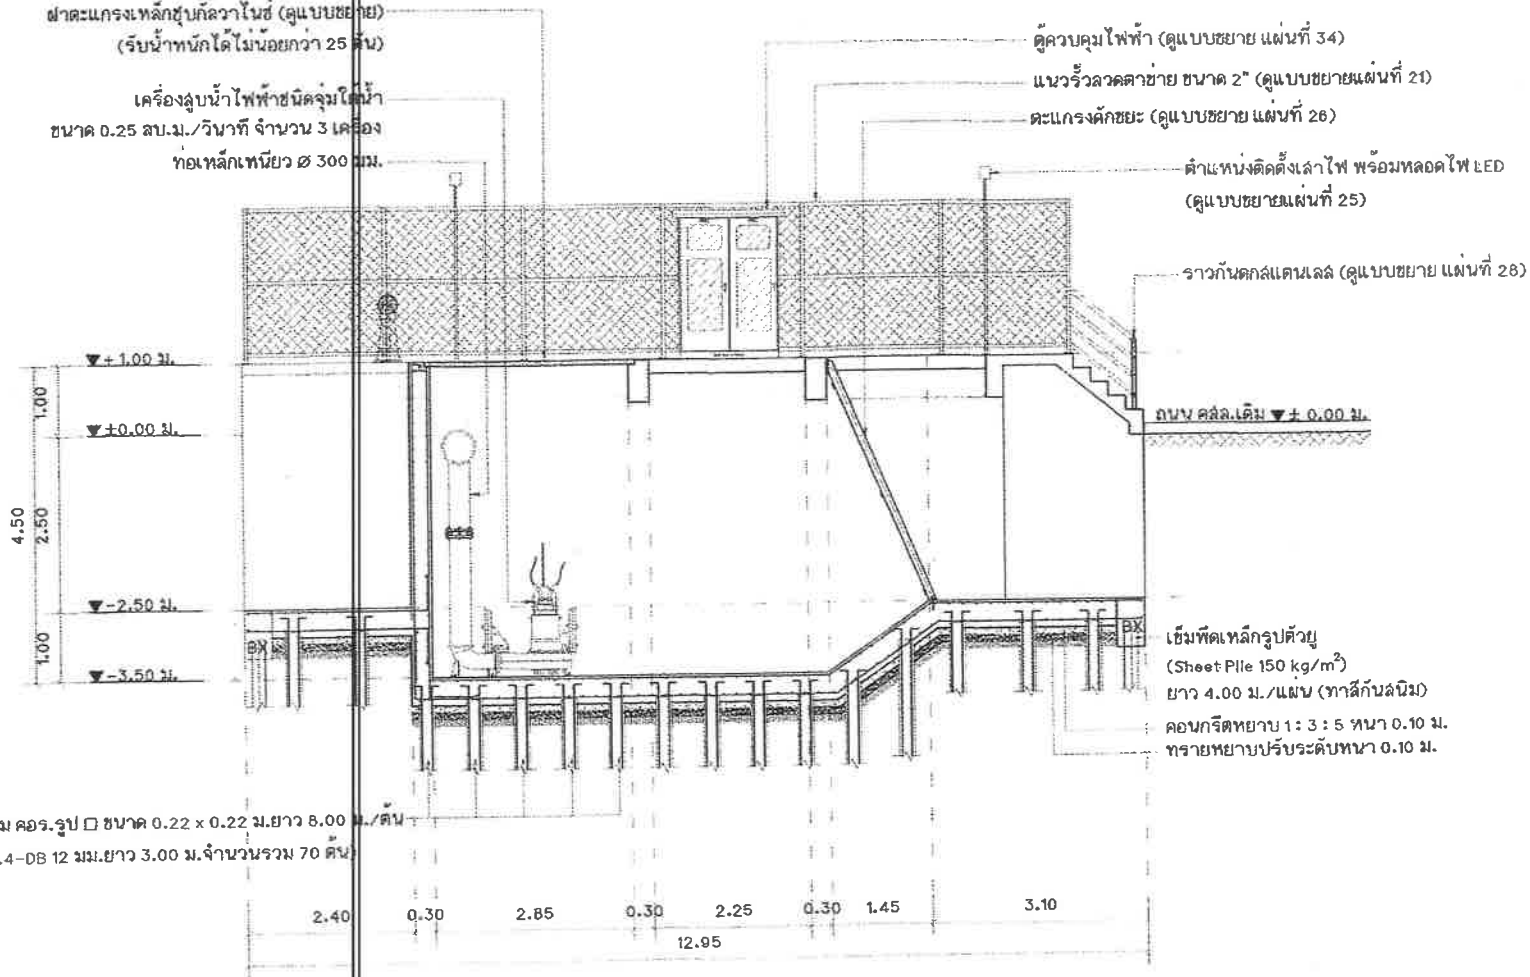 ฝาตะแกรงเหล็กชุบกัลวาไนซ์ (ดูแบบขยาย)
(รับน้ำหนักได้ไม่น้อยกว่า 25 ตัน)
เครื่องสูบน้ำไฟฟ้าชนิดจุ่มใต้น้ำ
ขนาด 0.25 ลบ.ม./วินาที จำนวน 3 เครื่อง
ท่อเหล็กเหนียว Ø 300 มม.
ตู้ควบคุมไฟฟ้า (ดูแบบขยาย แผ่นที่ 34)
แนวรั้วลวดตาข่าย ขนาด 2" (ดูแบบขยายแผ่นที่ 21)
ตะแกรงดักขยะ (ดูแบบขยาย แผ่นที่ 26)
ตำแหน่งติดตั้งเสาไฟ พร้อมหลอดไฟ LED
(ดูแบบขยายแผ่นที่ 25)
ราวกันตกสแตนเลส (ดูแบบขยาย แผ่นที่ 28)
▼+1.00 ม.
▼±0.00 ม.
▼-2.50 ม.
▼-3.50 ม.
4.50
1.00
2.50
1.00
ถนน คสล.เดิม ▼± 0.00 ม.
BX
BX
เข็มพืดเหล็กรูปตัวยู
(Sheet Pile 150 kg/m²)
ยาว 4.00 ม./แผ่น (ทาสีกันสนิม)
คอนกรีตหยาบ 1 : 3 : 5 หนา 0.10 ม.
ทรายหยาบปรับระดับหนา 0.10 ม.
ม คอร.รูป □ ขนาด 0.22 x 0.22 ม.ยาว 8.00 ม./ต้น
.4-DB 12 มม.ยาว 3.00 ม.จำนวนรวม 70 ต้น)
2.40 0.30 2.85 0.30 2.25 0.30 1.45 3.10
12.95